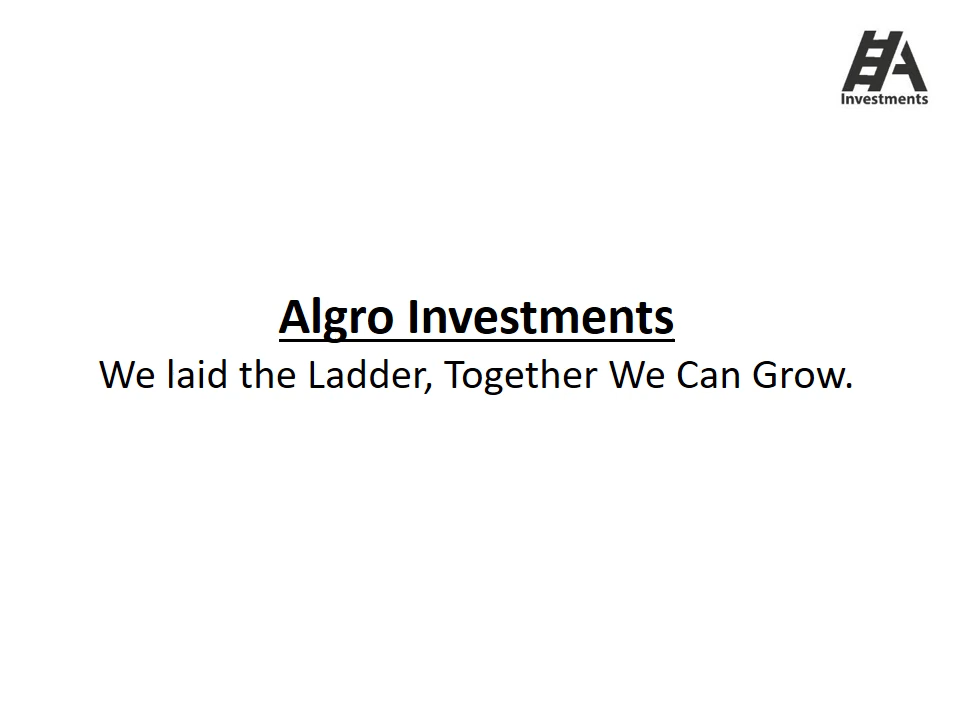 Investments
Algro Investments
We laid the Ladder, Together We Can Grow.